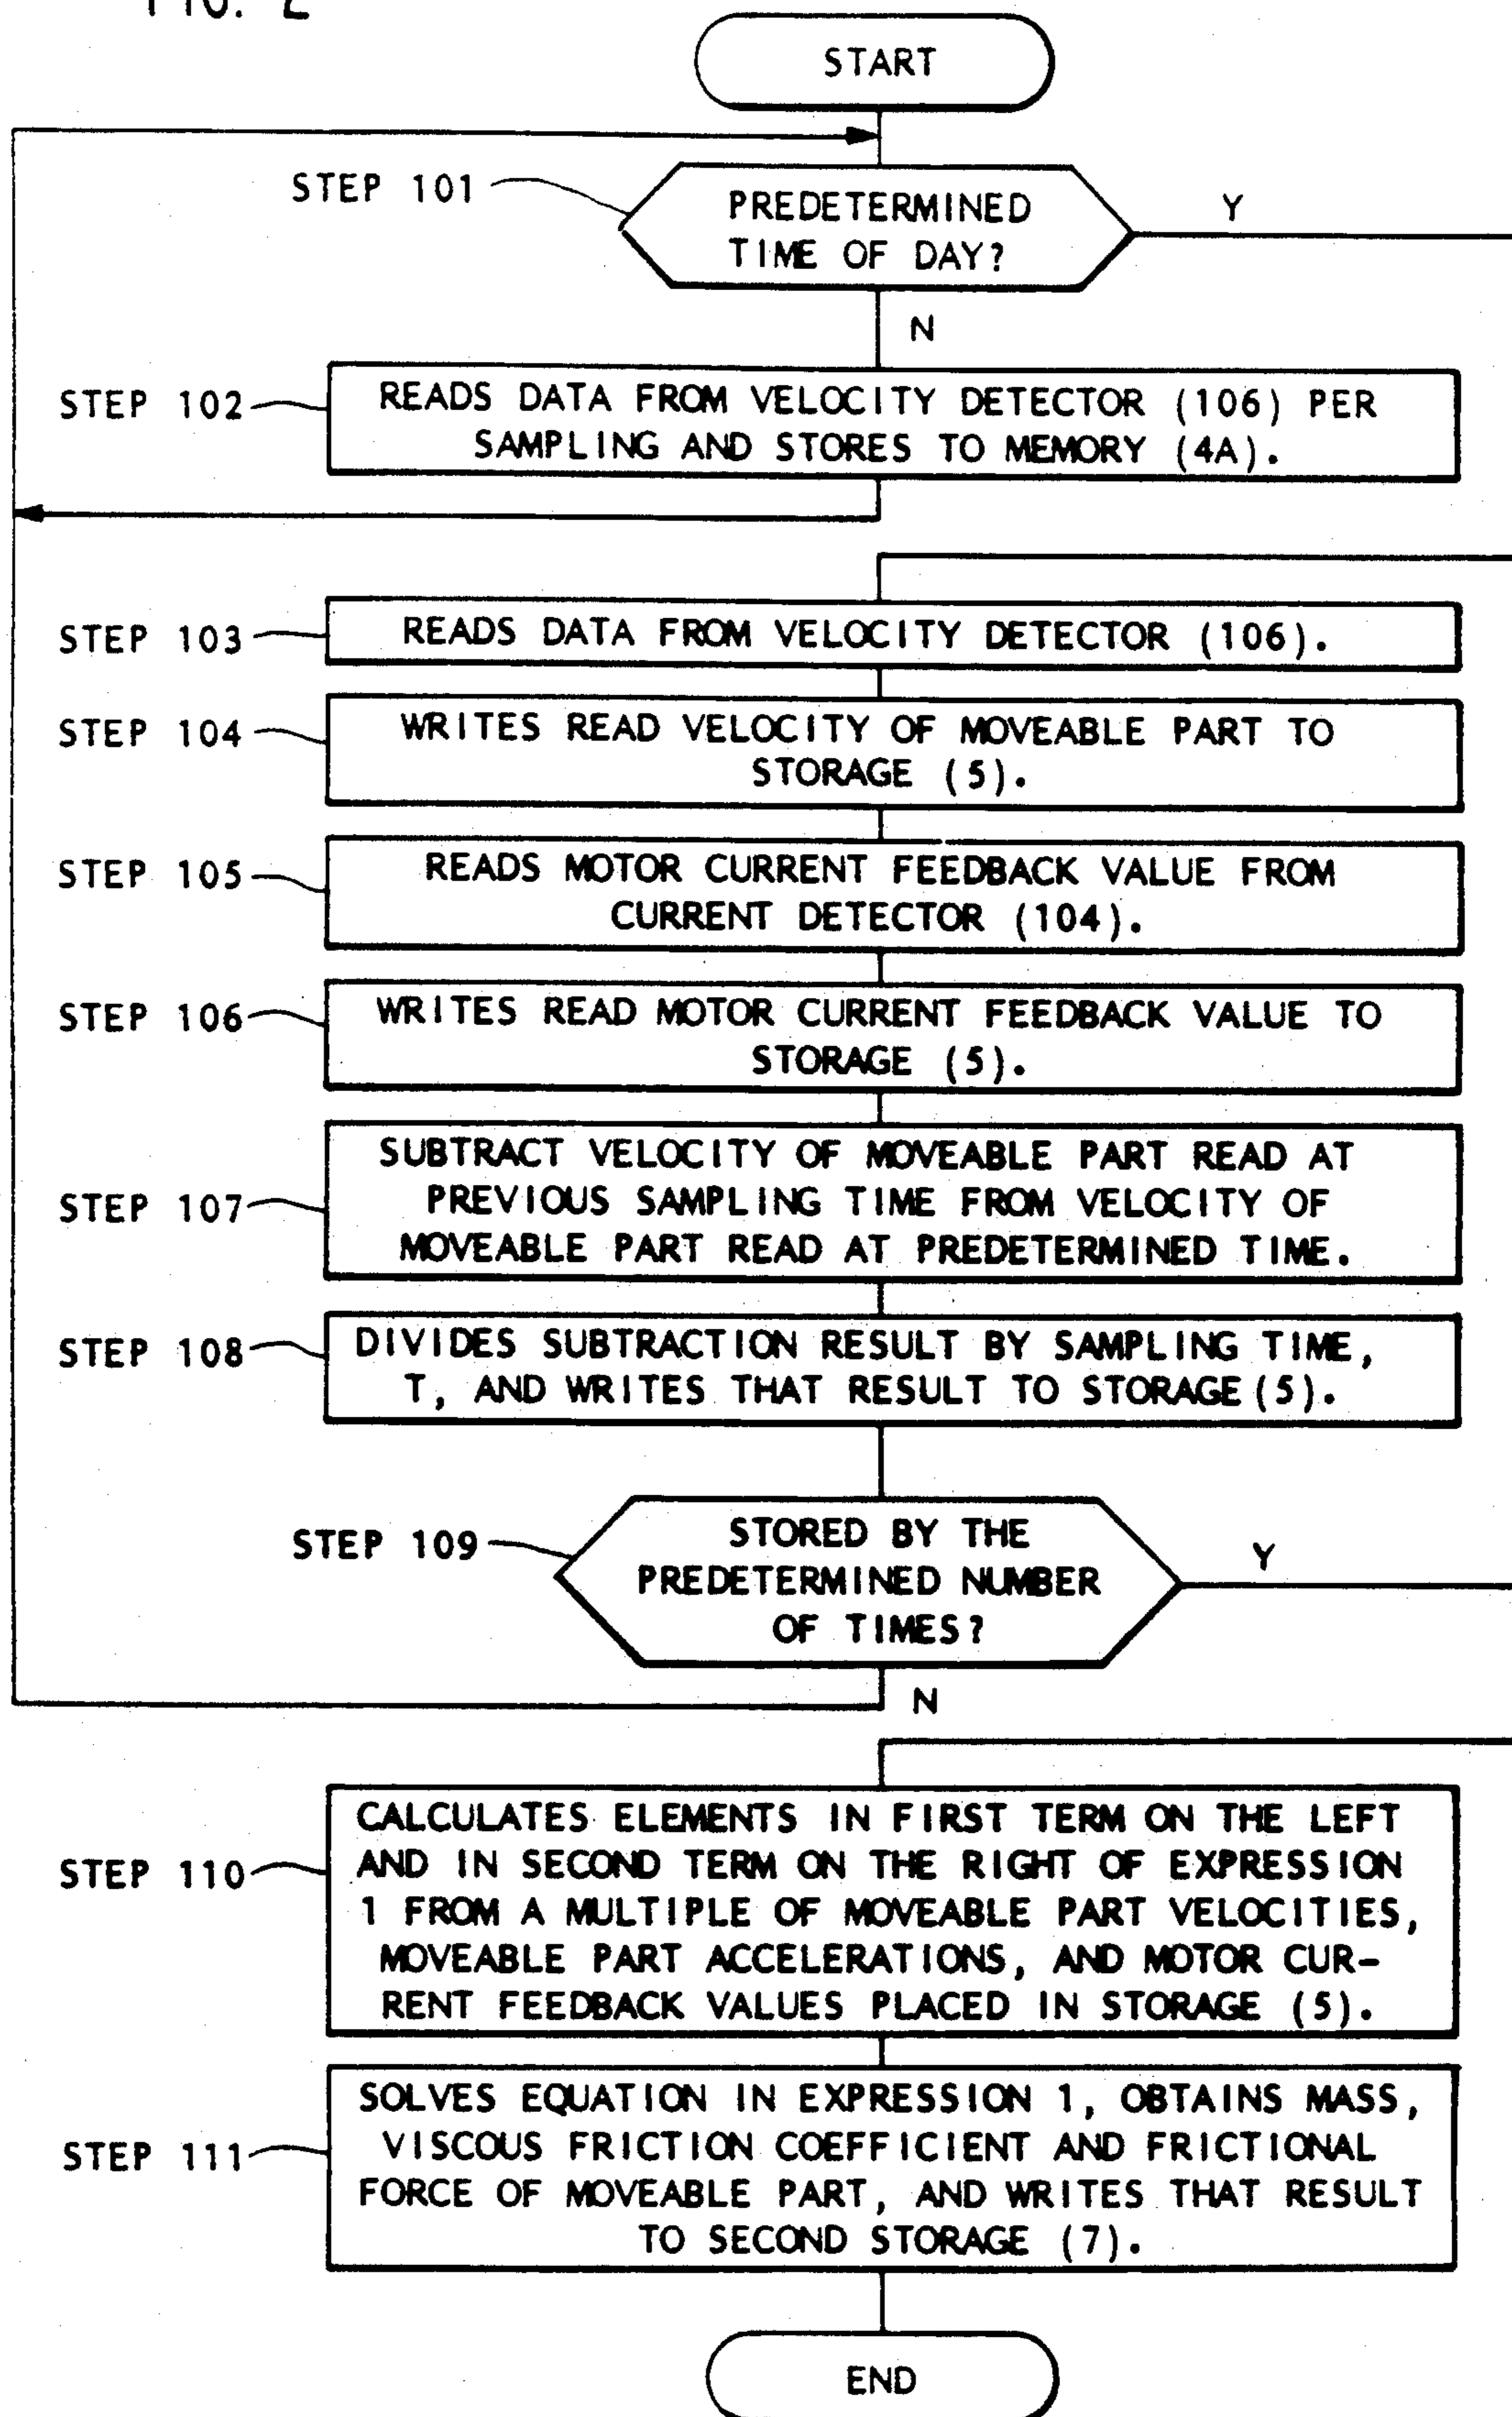 FIG. 2
START
STEP 101
PREDETERMINED
TIME OF DAY?
Y
N
STEP 102
READS DATA FROM VELOCITY DETECTOR (106) PER
SAMPLING AND STORES TO MEMORY (4A).
STEP 103
READS DATA FROM VELOCITY DETECTOR (106).
STEP 104
WRITES READ VELOCITY OF MOVEABLE PART TO
STORAGE (5).
STEP 105
READS MOTOR CURRENT FEEDBACK VALUE FROM
CURRENT DETECTOR (104).
STEP 106
WRITES READ MOTOR CURRENT FEEDBACK VALUE TO
STORAGE (5).
STEP 107
SUBTRACT VELOCITY OF MOVEABLE PART READ AT
PREVIOUS SAMPLING TIME FROM VELOCITY OF
MOVEABLE PART READ AT PREDETERMINED TIME.
STEP 108
DIVIDES SUBTRACTION RESULT BY SAMPLING TIME,
T, AND WRITES THAT RESULT TO STORAGE(5).
STEP 109
STORED BY THE
PREDETERMINED NUMBER
OF TIMES?
Y
N
STEP 110
CALCULATES ELEMENTS IN FIRST TERM ON THE LEFT
AND IN SECOND TERM ON THE RIGHT OF EXPRESSION
1 FROM A MULTIPLE OF MOVEABLE PART VELOCITIES,
MOVEABLE PART ACCELERATIONS, AND MOTOR CUR-
RENT FEEDBACK VALUES PLACED IN STORAGE (5).
STEP 111
SOLVES EQUATION IN EXPRESSION 1, OBTAINS MASS,
VISCOUS FRICTION COEFFICIENT AND FRICTIONAL
FORCE OF MOVEABLE PART, AND WRITES THAT RESULT
TO SECOND STORAGE (7).
END